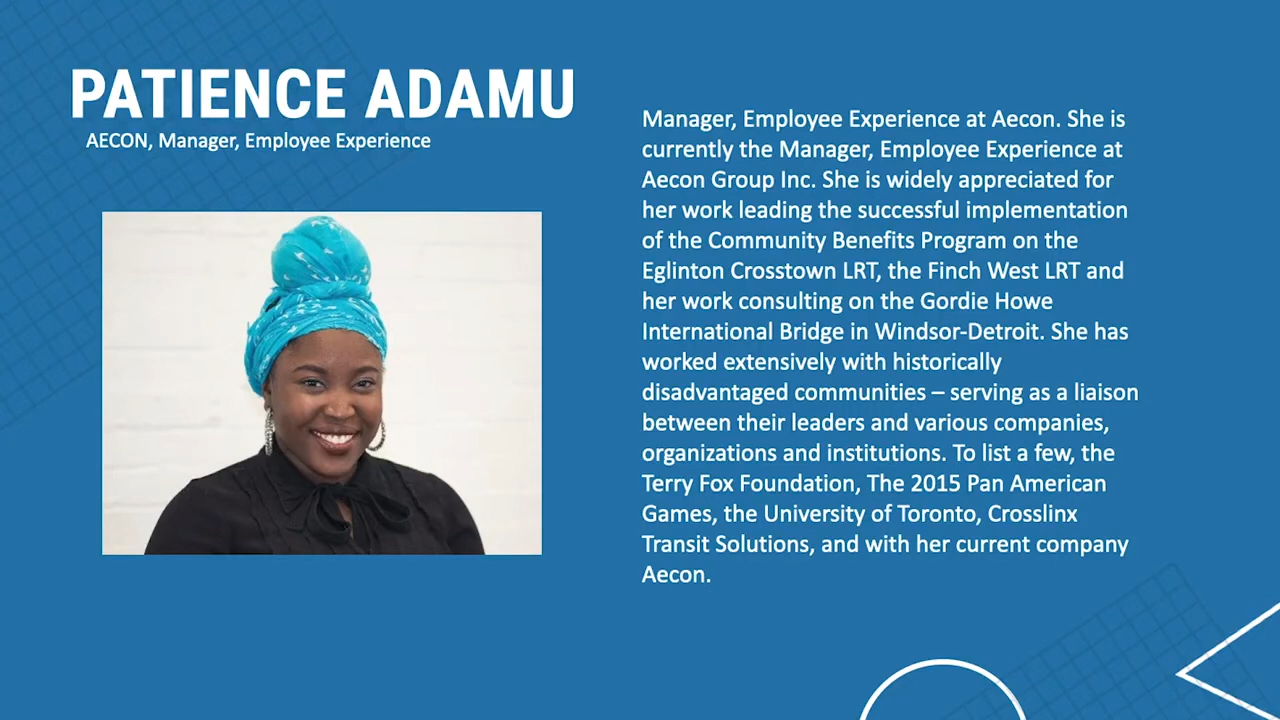 PATIENCE ADAMU
AECON, Manager, Employee Experience
Manager, Employee Experience at Aecon. She is
currently the Manager, Employee Experience at
Aecon Group Inc. She is widely appreciated for
her work leading the successful implementation
of the Community Benefits Program on the
Eglinton Crosstown LRT, the Finch West LRT and
her work consulting on the Gordie Howe
International Bridge in Windsor-Detroit. She has
worked extensively with historically
disadvantaged communities – serving as a liaison
between their leaders and various companies,
organizations and institutions. To list a few, the
Terry Fox Foundation, The 2015 Pan American
Games, the University of Toronto, Crosslinx
Transit Solutions, and with her current company
Aecon.